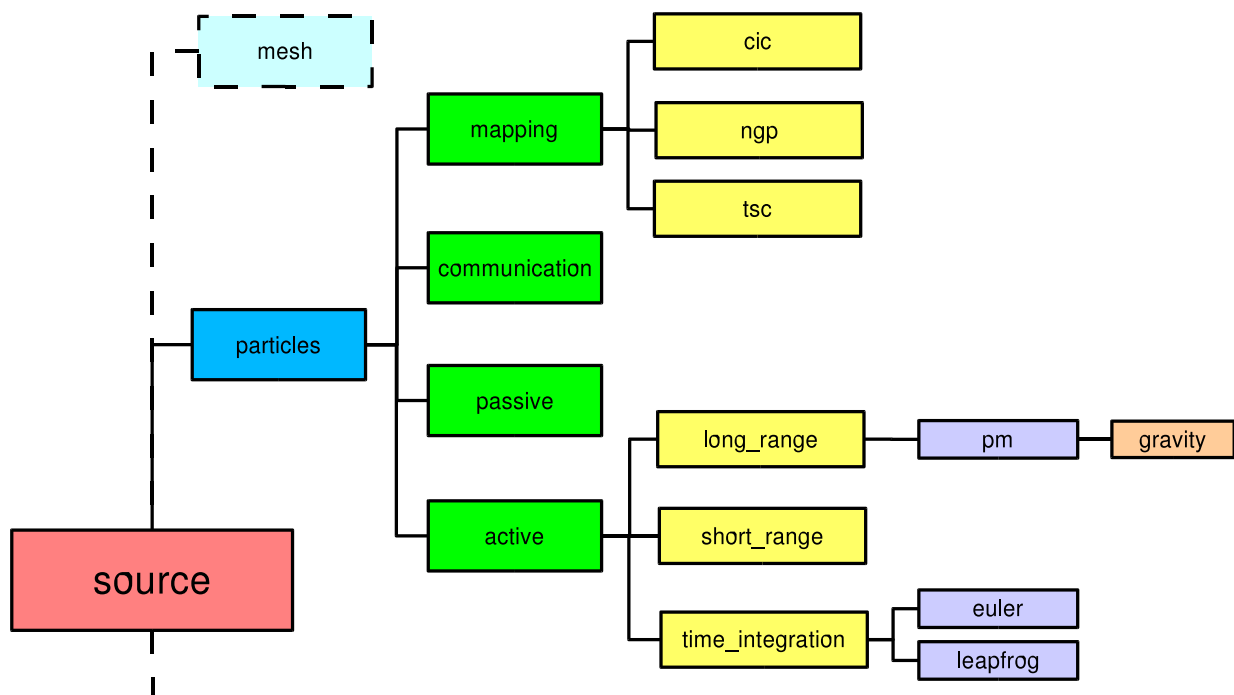 mesh
cic
mapping
ngp
tsc
communication
particles
passive
long_range
pm
gravity
active
short_range
source
euler
time_integration
leapfrog